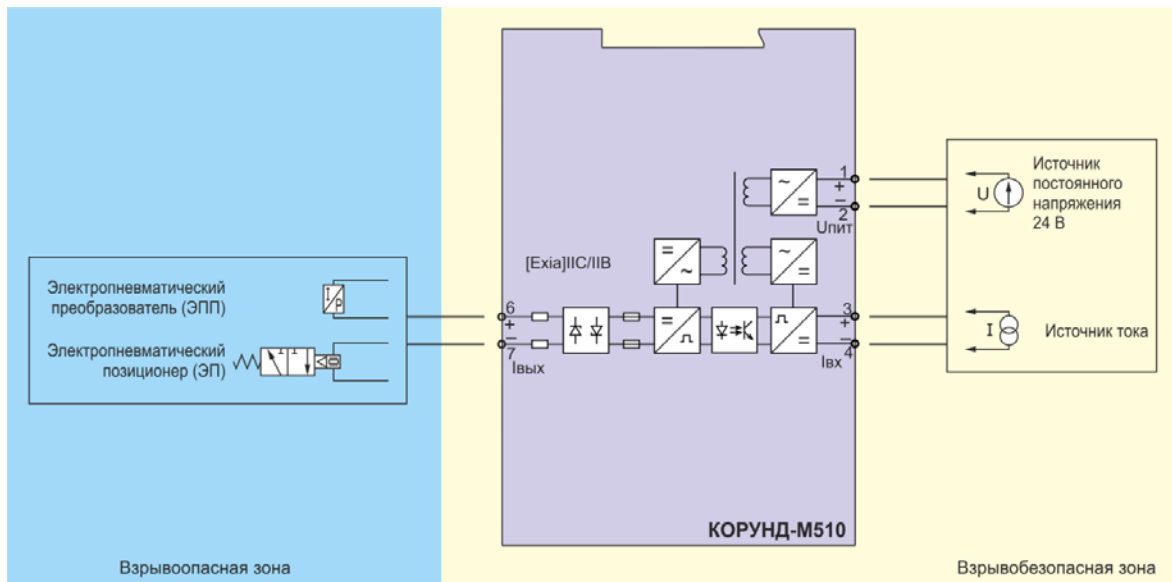 1
+
−
2
Uпит
Источник
постоянного
напряжения
24 В
U
~
=
=
~
~
=
[Exia]IIC/IIB
Электропневматический
преобразователь (ЭПП)
I
P
Электропневматический
позиционер (ЭП)
6
+
−
7
Iвых
=
=
3
+
−
4
Iвх
I
Источник тока
КОРУНД-М510
Взрывоопасная зона
Взрывобезопасная зона